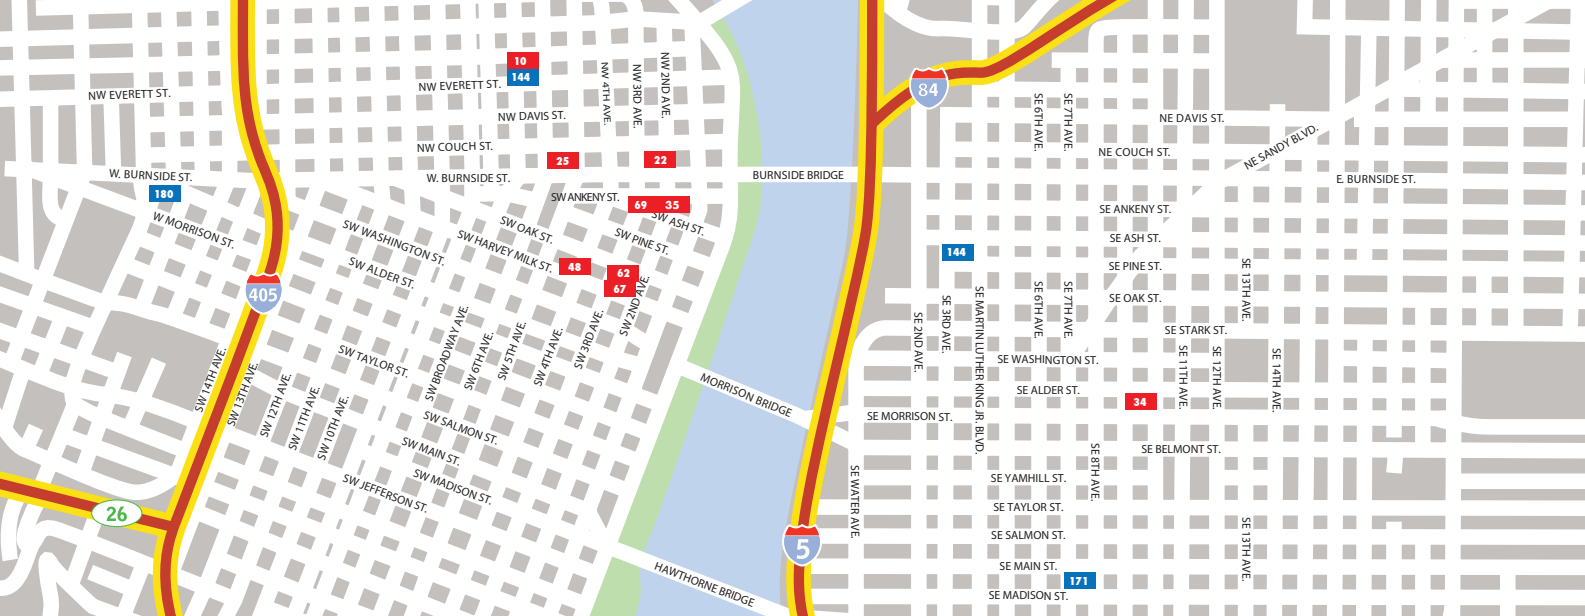 10
144
NW EVERETT ST.
NW EVERETT ST.
NW 4TH AVE.
NW 3RD AVE.
NW 2ND AVE.
84
SE 6TH AVE.
SE 7TH AVE.
NW DAVIS ST.
NE DAVIS ST.
NE SANDY BLVD.
NW COUCH ST.
NE COUCH ST.
25
22
W. BURNSIDE ST.
W. BURNSIDE ST.
BURNSIDE BRIDGE
E. BURNSIDE ST.
180
SW ANKENY ST.
69
35
SE ANKENY ST.
W MORRISON ST.
SW WASHINGTON ST.
SW OAK ST.
SW ASH ST.
SW HARVEY MILK ST.
SW PINE ST.
SE ASH ST.
144
SW ALDER ST.
48
62
67
SE PINE ST.
405
SW 2ND AVE.
SE OAK ST.
SE 13TH AVE.
SE 2ND AVE.
SE 3RD AVE.
SE MARTIN LUTHER KING JR. BLVD.
SE 6TH AVE.
SE 7TH AVE.
SE STARK ST.
SW TAYLOR ST.
SW BROADWAY AVE.
SW 6TH AVE.
SW 5TH AVE.
SW 4TH AVE.
SW 3RD AVE.
SE WASHINGTON ST.
SE 11TH AVE.
SE 12TH AVE.
SE 14TH AVE.
SW 14TH AVE.
SW 13TH AVE.
SW 12TH AVE.
SW 11TH AVE.
SW 10TH AVE.
MORRISON BRIDGE
SE ALDER ST.
34
SE MORRISON ST.
SW SALMON ST.
SW MAIN ST.
SE BELMONT ST.
SW MADISON ST.
SW JEFFERSON ST.
SE WATER AVE.
SE 8TH AVE.
SE YAMHILL ST.
26
SE TAYLOR ST.
SE SALMON ST.
5
SE 13TH AVE.
HAWTHORNE BRIDGE
SE MAIN ST.
171
SE MADISON ST.